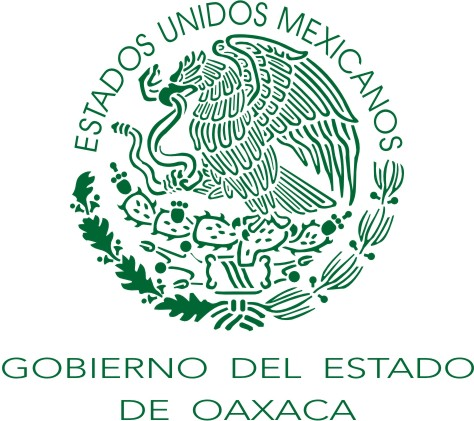 ESTADOS UNIDOS MEXICANOS
GOBIERNO DEL ESTADO
DE OAXACA